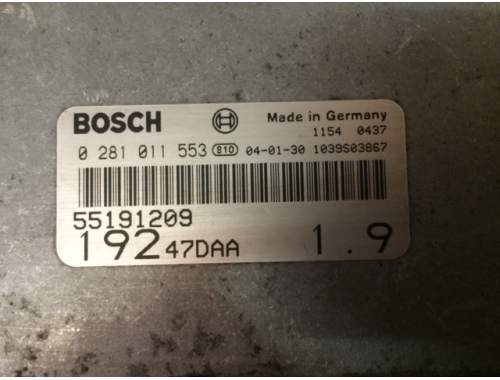 BOSCH Made in Germany
1154 0437
0 281 011 553 810 04-01-30 1039S03867
55191209
192 47DAA 1.9